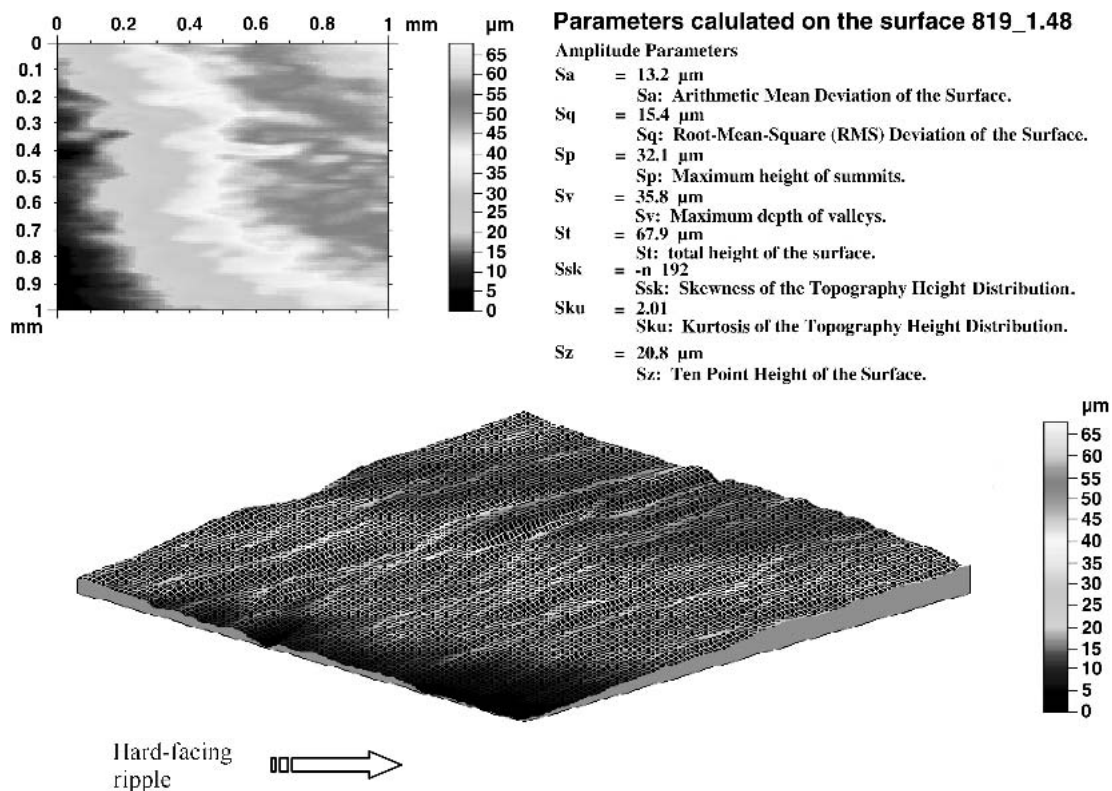 0 0.2 0.4 0.6 0.8 1 mm µm
0
0.1
0.2
0.3
0.4
0.5
0.6
0.7
0.8
0.9
1
mm
65
60
55
50
45
40
35
30
25
20
15
10
5
0
Parameters calulated on the surface 819_1.48
Amplitude Parameters
Sa = 13.2 µm
Sa: Arithmetic Mean Deviation of the Surface.
Sq = 15.4 µm
Sq: Root-Mean-Square (RMS) Deviation of the Surface.
Sp = 32.1 µm
Sp: Maximum height of summits.
Sv = 35.8 µm
Sv: Maximum depth of valleys.
St = 67.9 µm
St: total height of the surface.
Ssk = -n 192
Ssk: Skewness of the Topography Height Distribution.
Sku = 2.01
Sku: Kurtosis of the Topography Height Distribution.
Sz = 20.8 µm
Sz: Ten Point Height of the Surface.
µm
65
60
55
50
45
40
35
30
25
20
15
10
5
0
Hard-facing
ripple